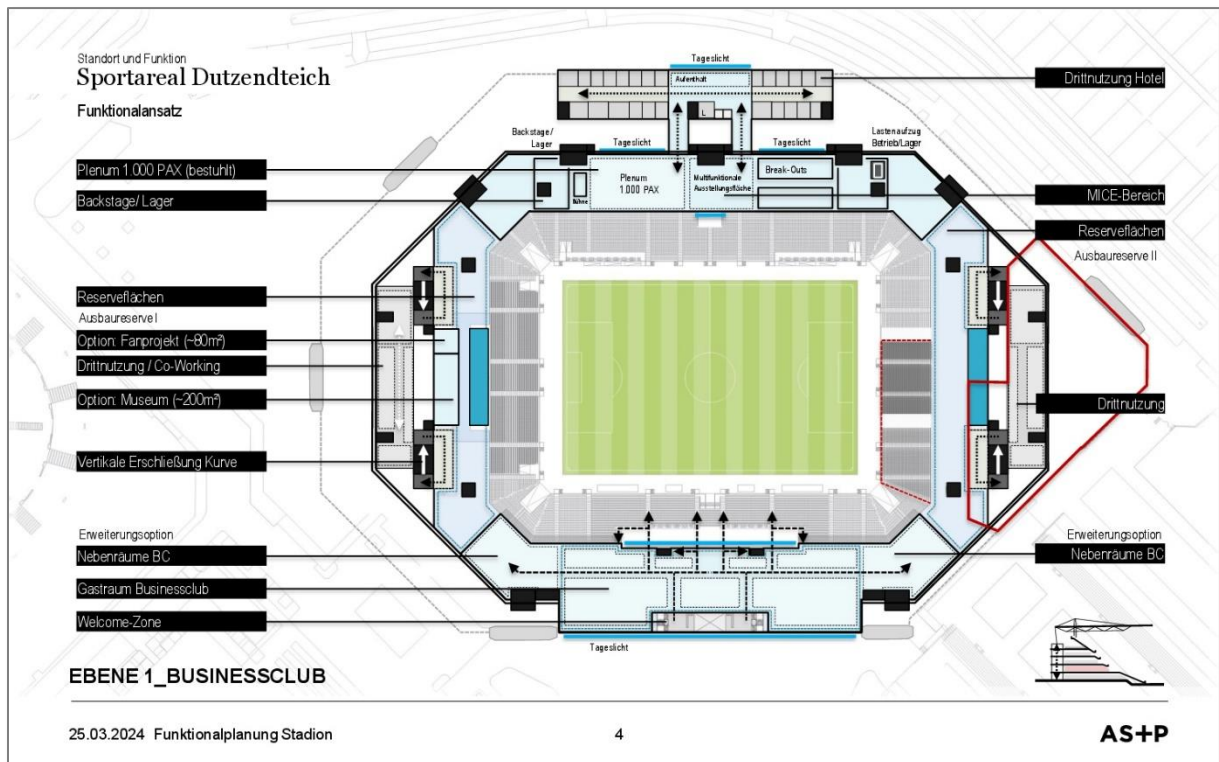 Standort und Funktion
Sportareal Dutzendteich
Funktionalansatz
Tageslicht
Aufenthalt
Drittnutzung Hotel
L
Backstage/
Lager
Tageslicht
Tageslicht
Lastenaufzug
Betrieb/Lager
Plenum 1.000 PAX (bestuhlt)
Plenum
1.000 PAX
Bühne
Multifunktionale
Ausstellungsfläche
Break-Outs
Backstage/ Lager
MICE-Bereich
Reserveflächen
Ausbaureserve II
Reserveflächen
Ausbaureserve I
Option: Fanprojekt (~80m²)
Drittnutzung / Co-Working
Option: Museum (~200m²)
Drittnutzung
Vertikale Erschließung Kurve
Erweiterungsoption
Nebenräume BC
Erweiterungsoption
Nebenräume BC
Gastraum Businessclub
Welcome-Zone
Tageslicht
EBENE 1_BUSINESSCLUB
25.03.2024 Funktionalplanung Stadion
4
AS+P